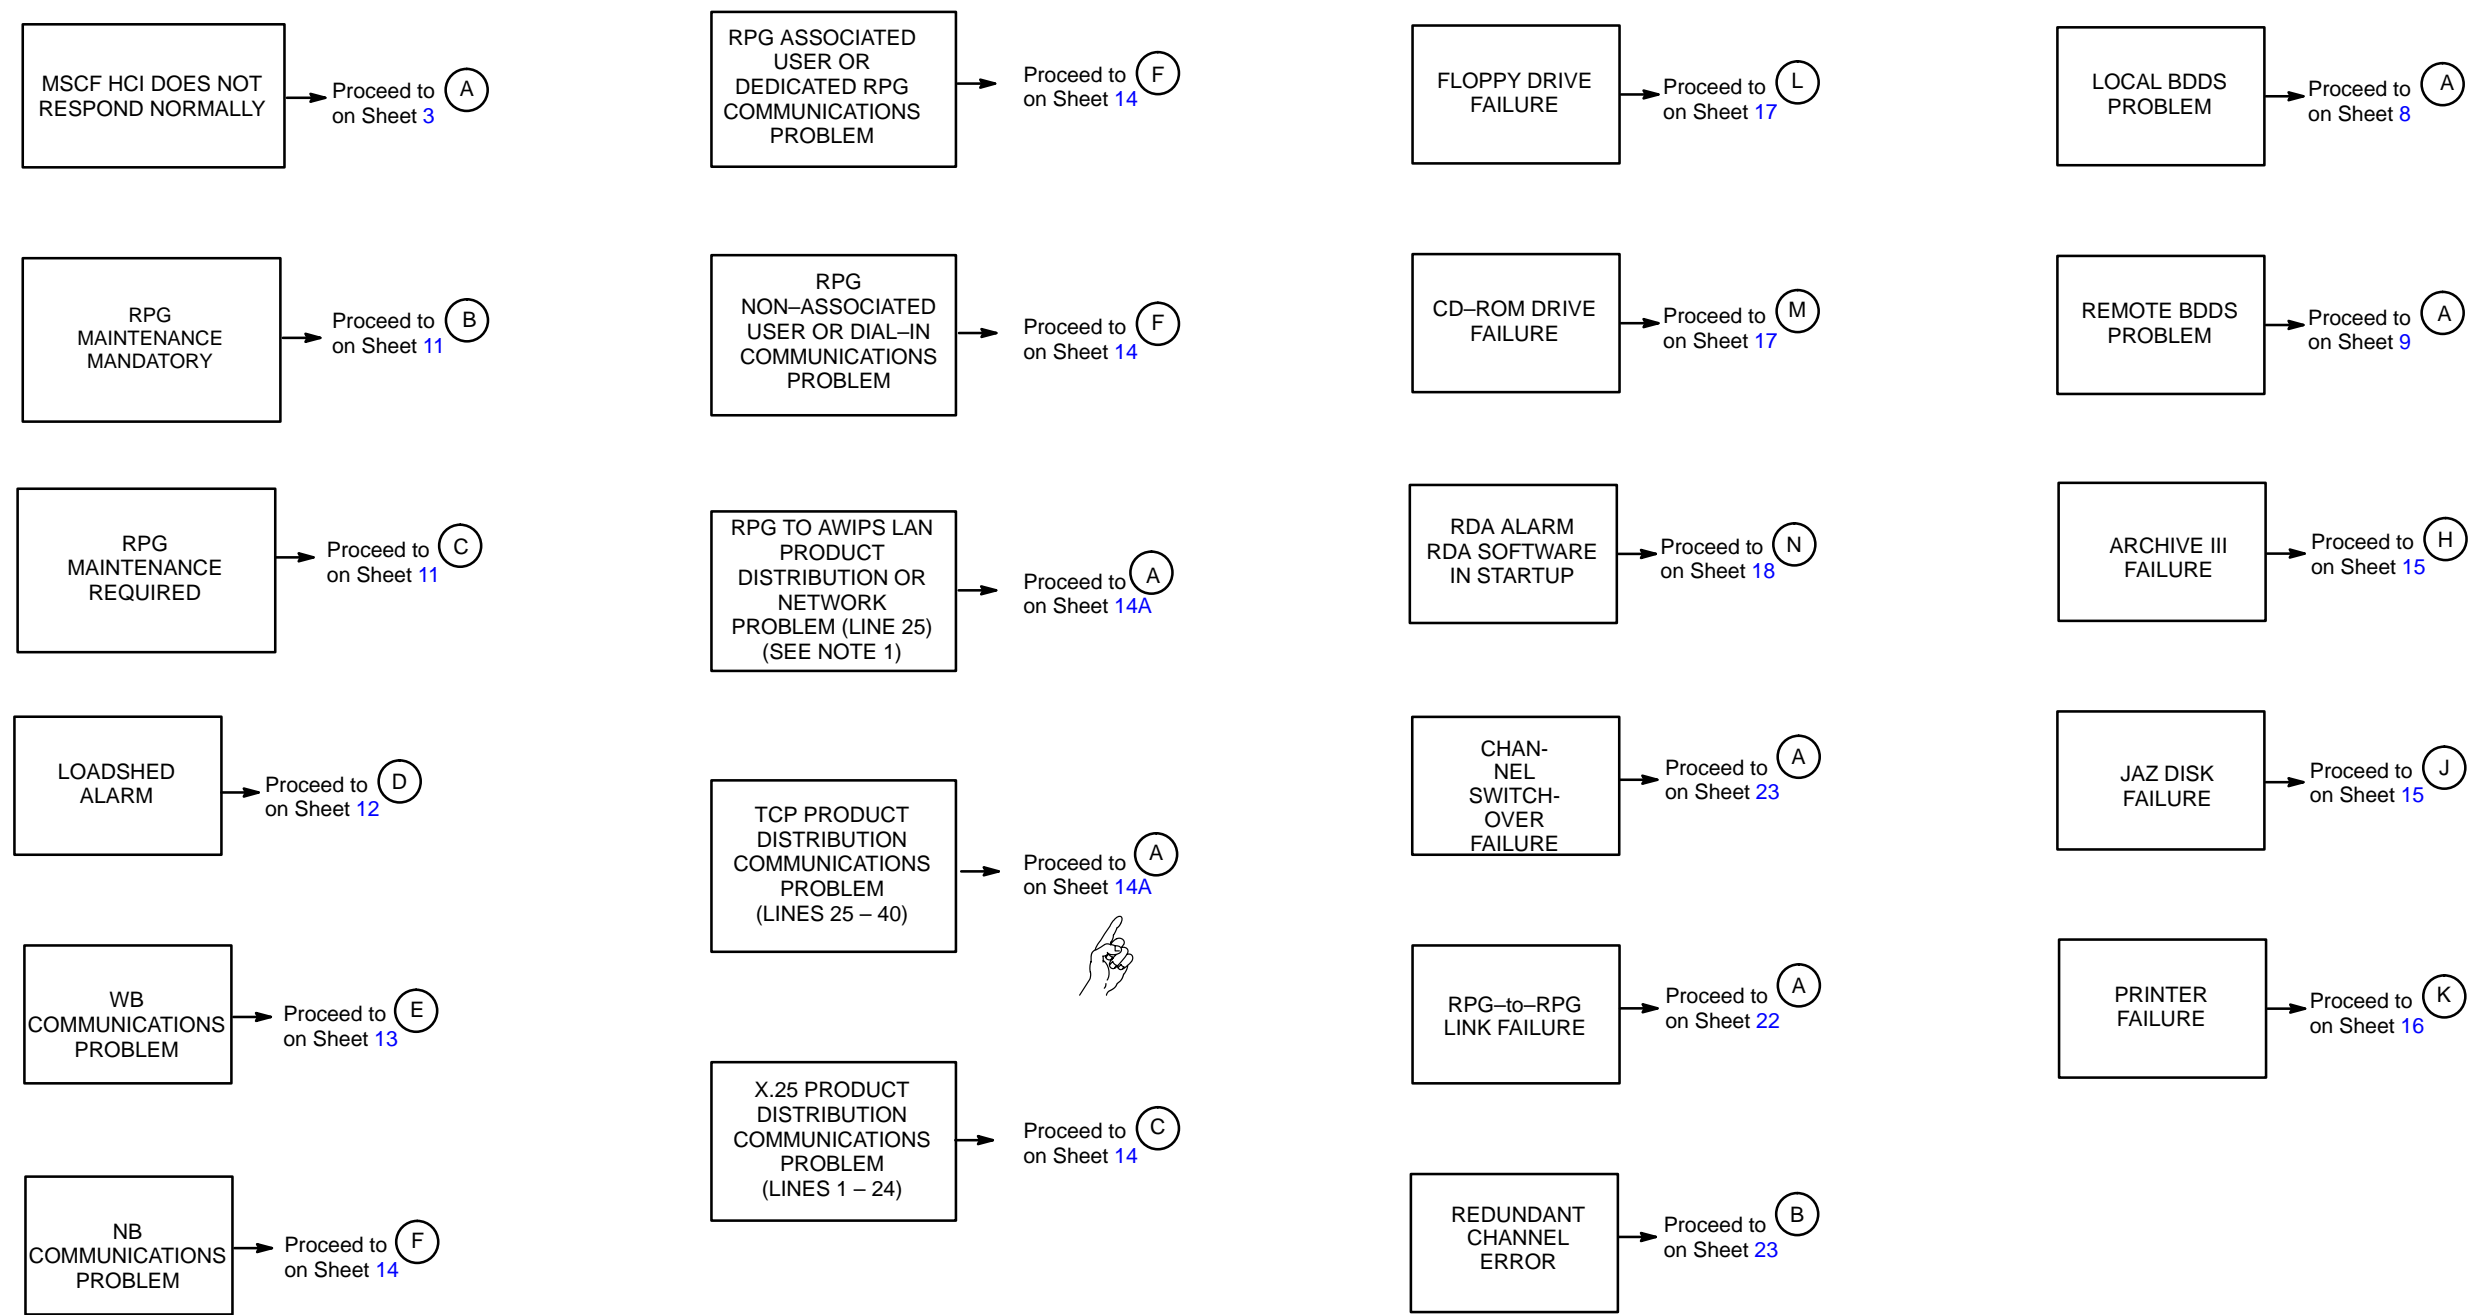 MSCF HCI DOES NOT
RESPOND NORMALLY
Proceed to A
on Sheet 3
RPG
MAINTENANCE
MANDATORY
Proceed to B
on Sheet 11
RPG
MAINTENANCE
REQUIRED
Proceed to C
on Sheet 11
LOADSHED
ALARM
Proceed to D
on Sheet 12
WB
COMMUNICATIONS
PROBLEM
Proceed to E
on Sheet 13
NB
COMMUNICATIONS
PROBLEM
Proceed to F
on Sheet 14
RPG ASSOCIATED
USER OR
DEDICATED RPG
COMMUNICATIONS
PROBLEM
Proceed to F
on Sheet 14
RPG
NON–ASSOCIATED
USER OR DIAL–IN
COMMUNICATIONS
PROBLEM
Proceed to F
on Sheet 14
RPG TO AWIPS LAN
PRODUCT
DISTRIBUTION OR
NETWORK
PROBLEM (LINE 25)
(SEE NOTE 1)
Proceed to A
on Sheet 14A
TCP PRODUCT
DISTRIBUTION
COMMUNICATIONS
PROBLEM
(LINES 25 – 40)
Proceed to A
on Sheet 14A
X.25 PRODUCT
DISTRIBUTION
COMMUNICATIONS
PROBLEM
(LINES 1 – 24)
Proceed to C
on Sheet 14
FLOPPY DRIVE
FAILURE
Proceed to L
on Sheet 17
CD–ROM DRIVE
FAILURE
Proceed to M
on Sheet 17
RDA ALARM
RDA SOFTWARE
IN STARTUP
Proceed to N
on Sheet 18
CHAN-
NEL
SWITCH-
OVER
FAILURE
Proceed to A
on Sheet 23
RPG–to–RPG
LINK FAILURE
Proceed to A
on Sheet 22
REDUNDANT
CHANNEL
ERROR
Proceed to B
on Sheet 23
LOCAL BDDS
PROBLEM
Proceed to A
on Sheet 8
REMOTE BDDS
PROBLEM
Proceed to A
on Sheet 9
ARCHIVE III
FAILURE
Proceed to H
on Sheet 15
JAZ DISK
FAILURE
Proceed to J
on Sheet 15
PRINTER
FAILURE
Proceed to K
on Sheet 16